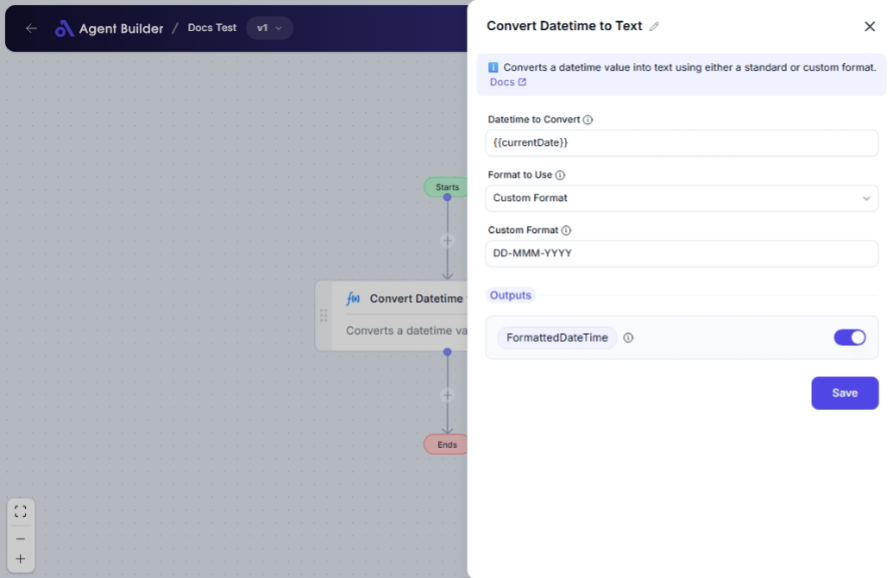 Agent Builder / Docs Test v1
Convert Datetime to Text
Converts a datetime value into text using either a standard or custom format.
Docs
Datetime to Convert
{{currentDate}}
Format to Use
Custom Format
Custom Format
DD-MMM-YYYY
Outputs
FormattedDateTime
Save
Starts
Convert Datetime
Converts a datetime va
Ends